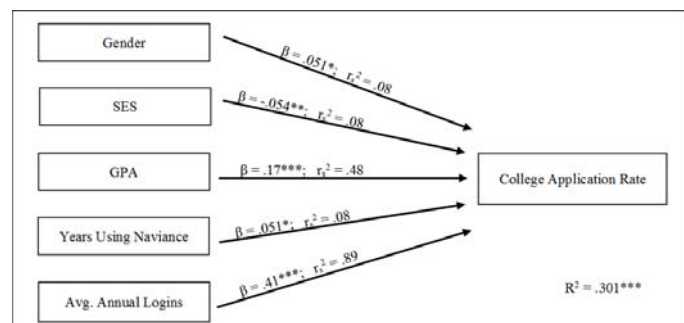 Gender
β = .051*; rₛ² = .08
SES
β = -.054**; rₛ² = .08
GPA
β = .17***; rₛ² = .48
College Application Rate
Years Using Naviance
β = .051*; rₛ² = .08
Avg. Annual Logins
β = .41***; rₛ² = .89
R² = .301***